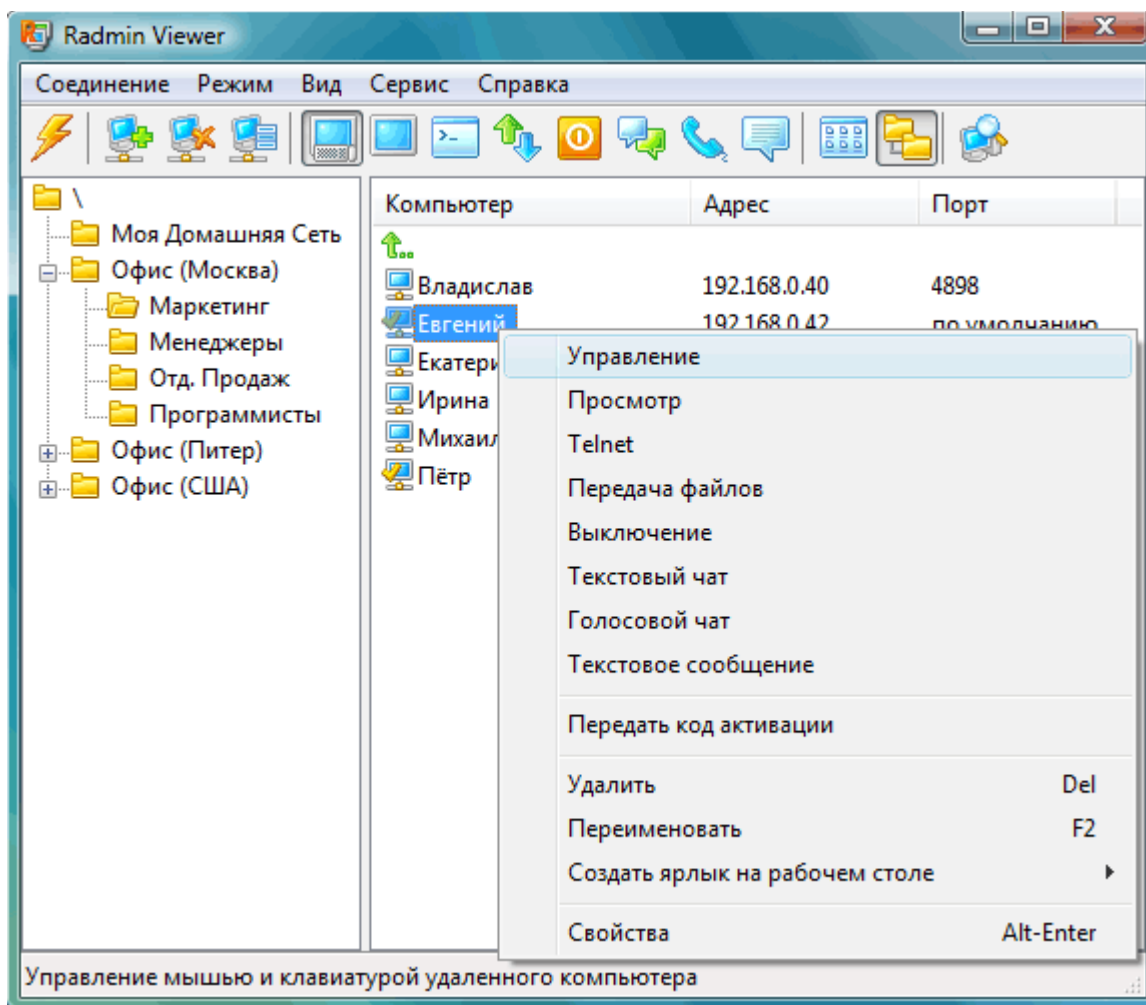 Radmin Viewer
Соединение Режим Вид Сервис Справка
\
Моя Домашняя Сеть
Офис (Москва)
Маркетинг
Менеджеры
Отд. Продаж
Программисты
Офис (Питер)
Офис (США)
Компьютер Адрес Порт
..
Владислав 192.168.0.40 4898
Евгений 192.168.0.42 по умолчанию
Екатери
Ирина
Михаил
Пётр
Управление
Просмотр
Telnet
Передача файлов
Выключение
Текстовый чат
Голосовой чат
Текстовое сообщение
Передать код активации
Удалить Del
Переименовать F2
Создать ярлык на рабочем столе
Свойства Alt-Enter
Управление мышью и клавиатурой удаленного компьютера